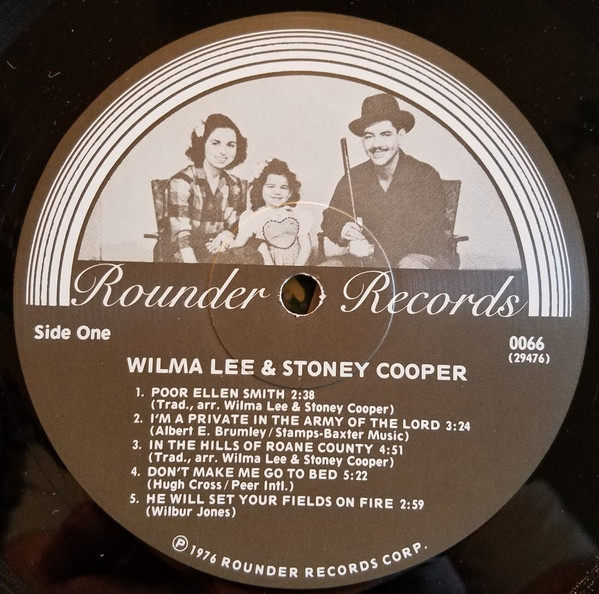 Rounder Records
Side One
0066
(29476)
WILMA LEE & STONEY COOPER
1. POOR ELLEN SMITH 2:38
(Trad., arr. Wilma Lee & Stoney Cooper)
2. I'M A PRIVATE IN THE ARMY OF THE LORD 3:24
(Albert E. Brumley/Stamps-Baxter Music)
3. IN THE HILLS OF ROANE COUNTY 4:51
(Trad., arr. Wilma Lee & Stoney Cooper)
4. DON'T MAKE ME GO TO BED 5:22
(Hugh Cross/Peer Intl.)
5. HE WILL SET YOUR FIELDS ON FIRE 2:59
(Wilbur Jones)
℗ 1976 ROUNDER RECORDS CORP.